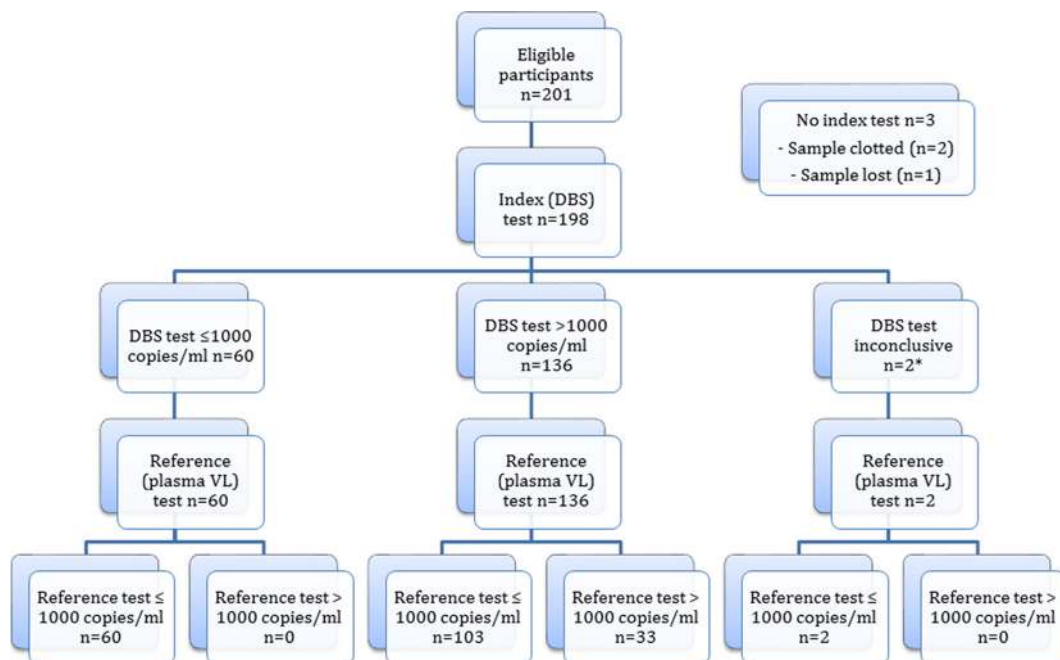 Eligible
participants
n=201
No index test n=3
- Sample clotted (n=2)
- Sample lost (n=1)
Index (DBS)
test n=198
DBS test ≤1000
copies/ml n=60
DBS test >1000
copies/ml
n=136
DBS test
inconclusive
n=2*
Reference
(plasma VL)
test n=60
Reference
(plasma VL)
test n=136
Reference
(plasma VL)
test n=2
Reference test ≤
1000 copies/ml
n=60
Reference test >
1000 copies/ml
n=0
Reference test ≤
1000 copies/ml
n=103
Reference test >
1000 copies/ml
n=33
Reference test ≤
1000 copies/ml
n=2
Reference test >
1000 copies/ml
n=0